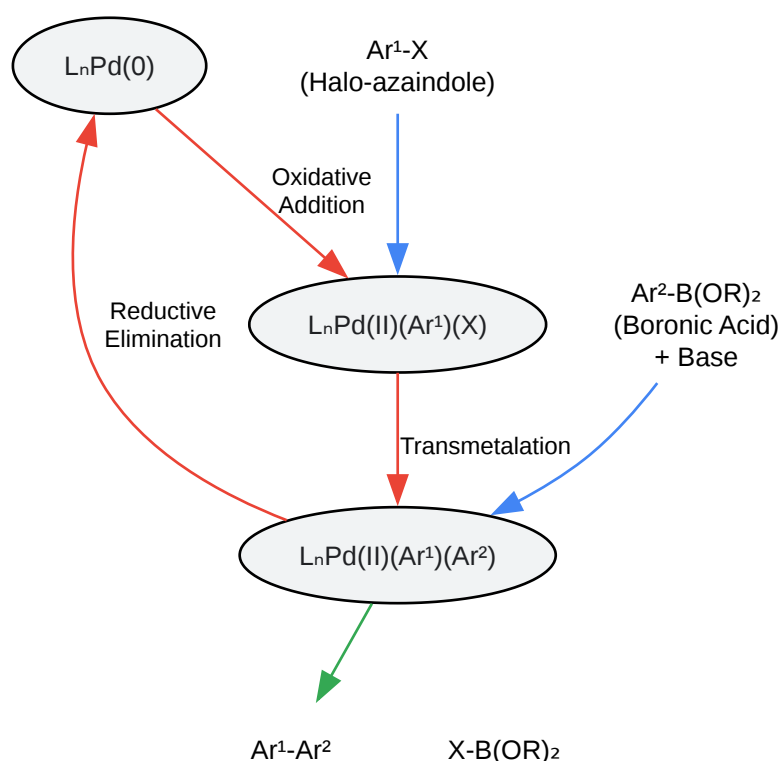 LₙPd(0)
Ar¹-X
(Halo-azaindole)
Oxidative
Addition
LₙPd(II)(Ar¹)(X)
Ar²-B(OR)₂
(Boronic Acid)
+ Base
Reductive
Elimination
Transmetalation
LₙPd(II)(Ar¹)(Ar²)
Ar¹-Ar²
X-B(OR)₂